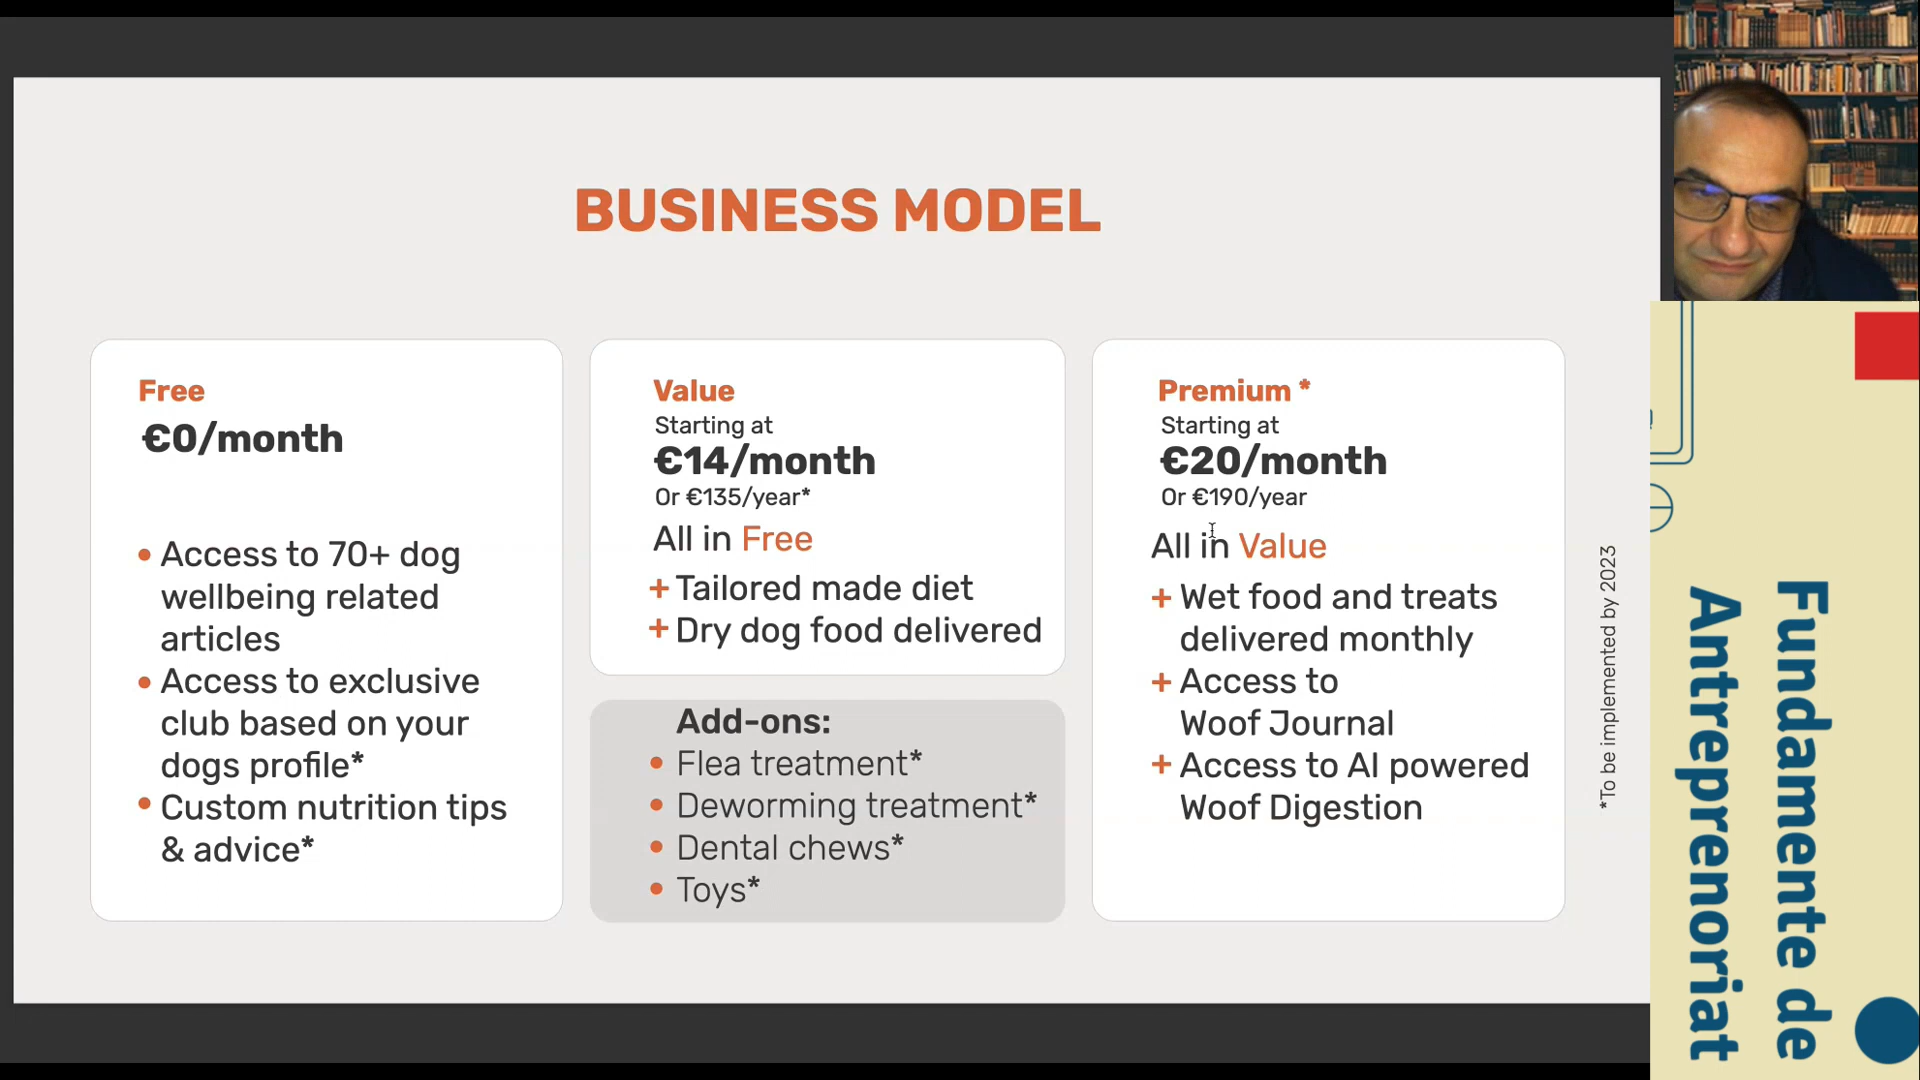 BUSINESS MODEL
Free
€0/month
• Access to 70+ dog
wellbeing related
articles
• Access to exclusive
club based on your
dogs profile*
• Custom nutrition tips
& advice*
Value
Starting at
€14/month
Or €135/year*
All in Free
+ Tailored made diet
+ Dry dog food delivered
Add-ons:
• Flea treatment*
• Deworming treatment*
• Dental chews*
• Toys*
Premium *
Starting at
€20/month
Or €190/year
All in Value
+ Wet food and treats
delivered monthly
+ Access to
Woof Journal
+ Access to AI powered
Woof Digestion
*To be implemented by 2023
Fundamente de
Antreprenoriat